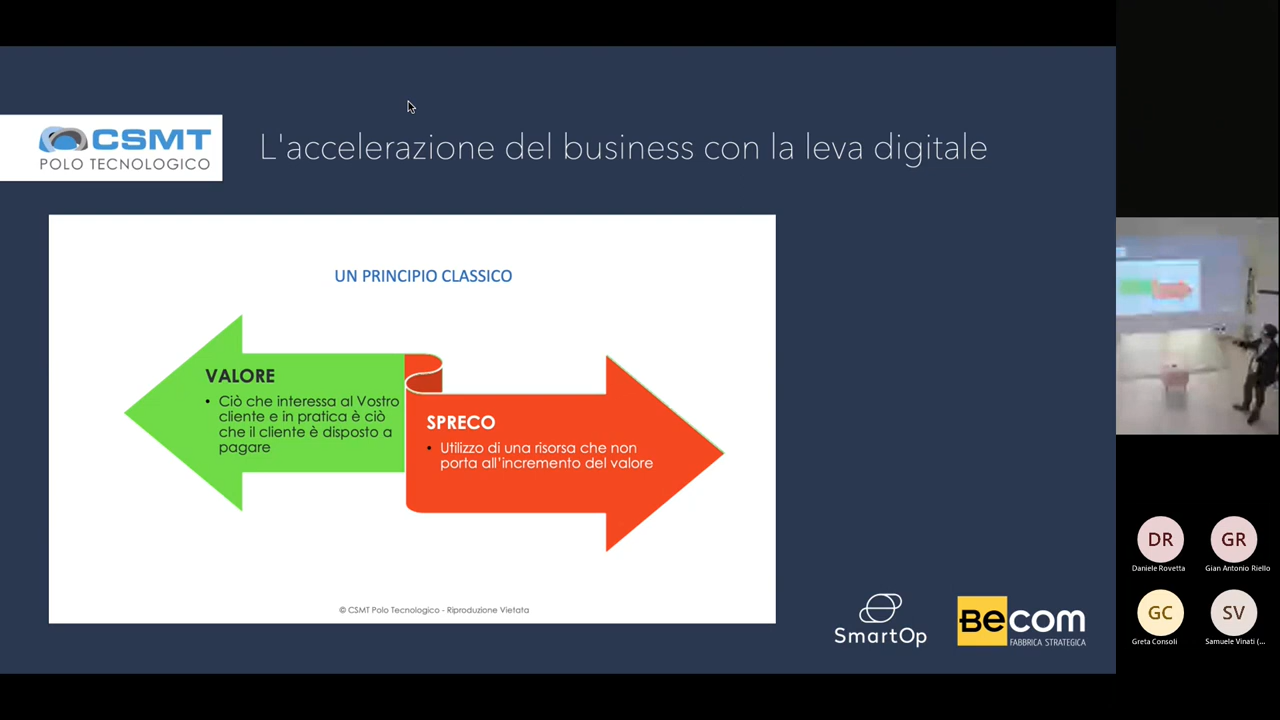 CSMT
POLO TECNOLOGICO
L'accelerazione del business con la leva digitale
UN PRINCIPIO CLASSICO
VALORE
• Ciò che interessa al Vostro
cliente e in pratica è ciò
che il cliente è disposto a
pagare
SPRECO
• Utilizzo di una risorsa che non
porta all'incremento del valore
© CSMT Polo Tecnologico - Riproduzione Vietata
SmartOp
Becom
FABBRICA STRATEGICA
DR
Daniele Rovetta
GR
Gian Antonio Riello
GC
Greta Consoli
SV
Samuele Vinati (...